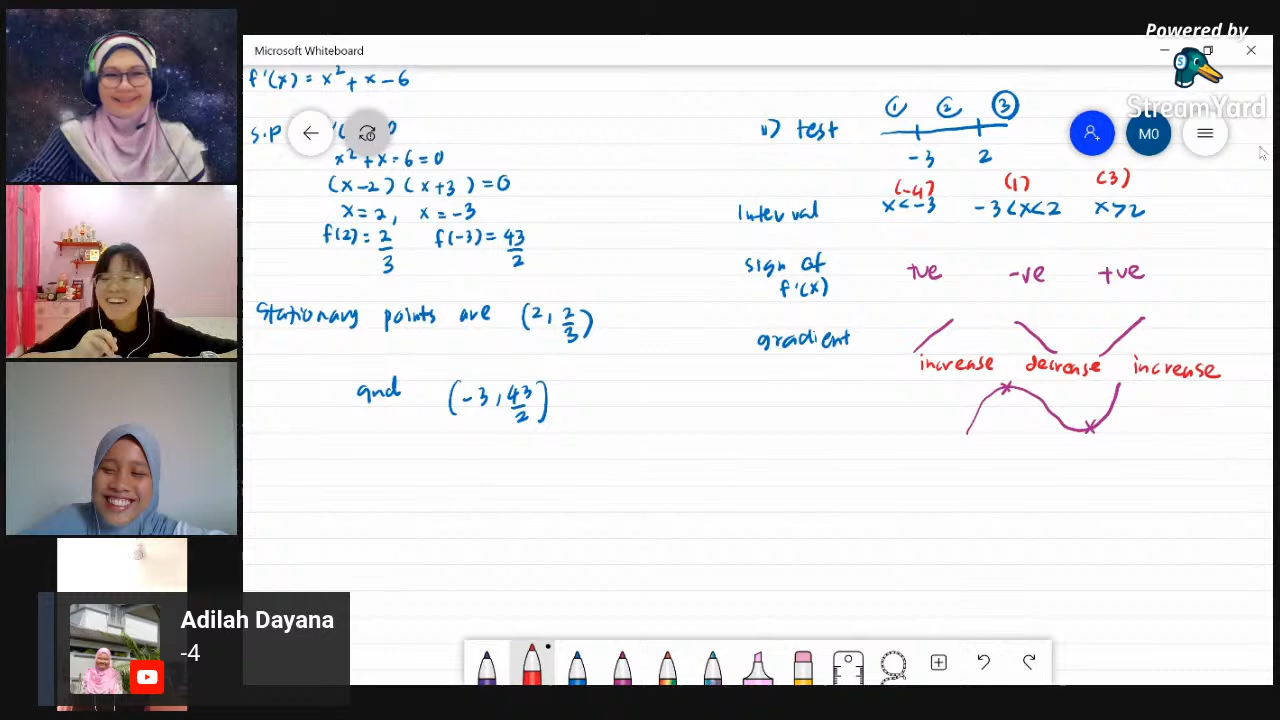 Powered by
StreamYard
Microsoft Whiteboard
f'(x) = x² + x - 6
S.P
x² + x - 6 = 0
(x-2) (x+3) = 0
x = 2, x = -3
f(2) = 2/3 f(-3) = 43/2
Stationary points are (2, 2/3)
and (-3, 43/2)
ii) test
① ② ③
-3 2
(-4) (1) (3)
Interval x < -3 -3 < x < 2 x > 2
sign of f'(x) +ve -ve +ve
gradient
increase decrease increase
M0
Adilah Dayana
-4